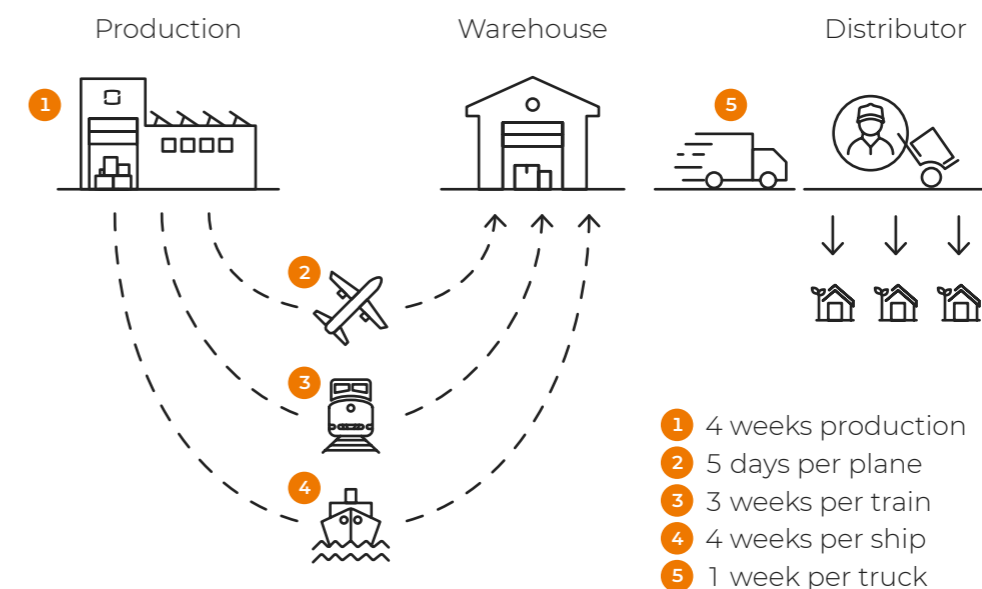 Production
Warehouse
Distributor
1
5
2
3
4
1 4 weeks production
2 5 days per plane
3 3 weeks per train
4 4 weeks per ship
5 1 week per truck